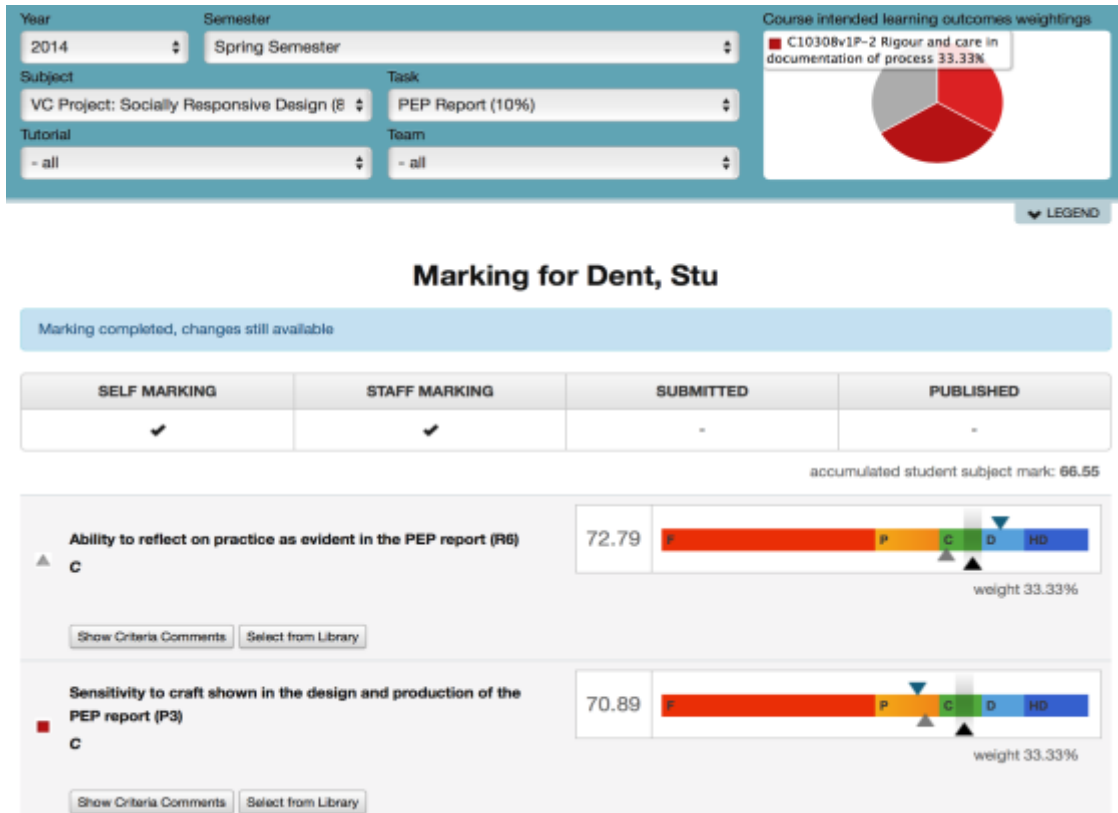 Year Semester Course intended learning outcomes weightings
2014 Spring Semester
C10308v1P-2 Rigour and care in
documentation of process 33.33%
Subject Task
VC Project: Socially Responsive Design (8 PEP Report (10%)
Tutorial Team
- all - all
LEGEND
Marking for Dent, Stu
Marking completed, changes still available
SELF MARKING STAFF MARKING SUBMITTED PUBLISHED
- -
accumulated student subject mark: 66.55
Ability to reflect on practice as evident in the PEP report (R6) 72.79 F P C D HD
C
weight 33.33%
Show Criteria Comments Select from Library
Sensitivity to craft shown in the design and production of the 70.89 F P C D HD
PEP report (P3)
C
weight 33.33%
Show Criteria Comments Select from Library